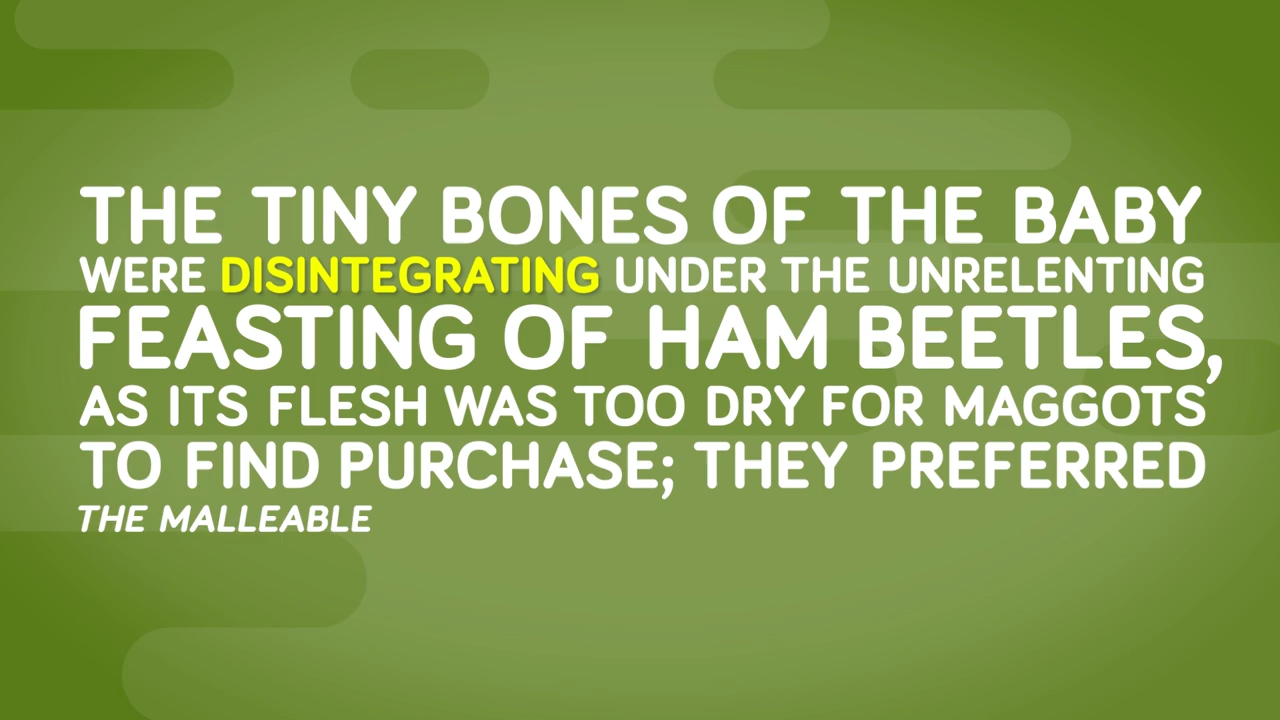 THE TINY BONES OF THE BABY
WERE DISINTEGRATING UNDER THE UNRELENTING
FEASTING OF HAM BEETLES,
AS ITS FLESH WAS TOO DRY FOR MAGGOTS
TO FIND PURCHASE; THEY PREFERRED
THE MALLEABLE